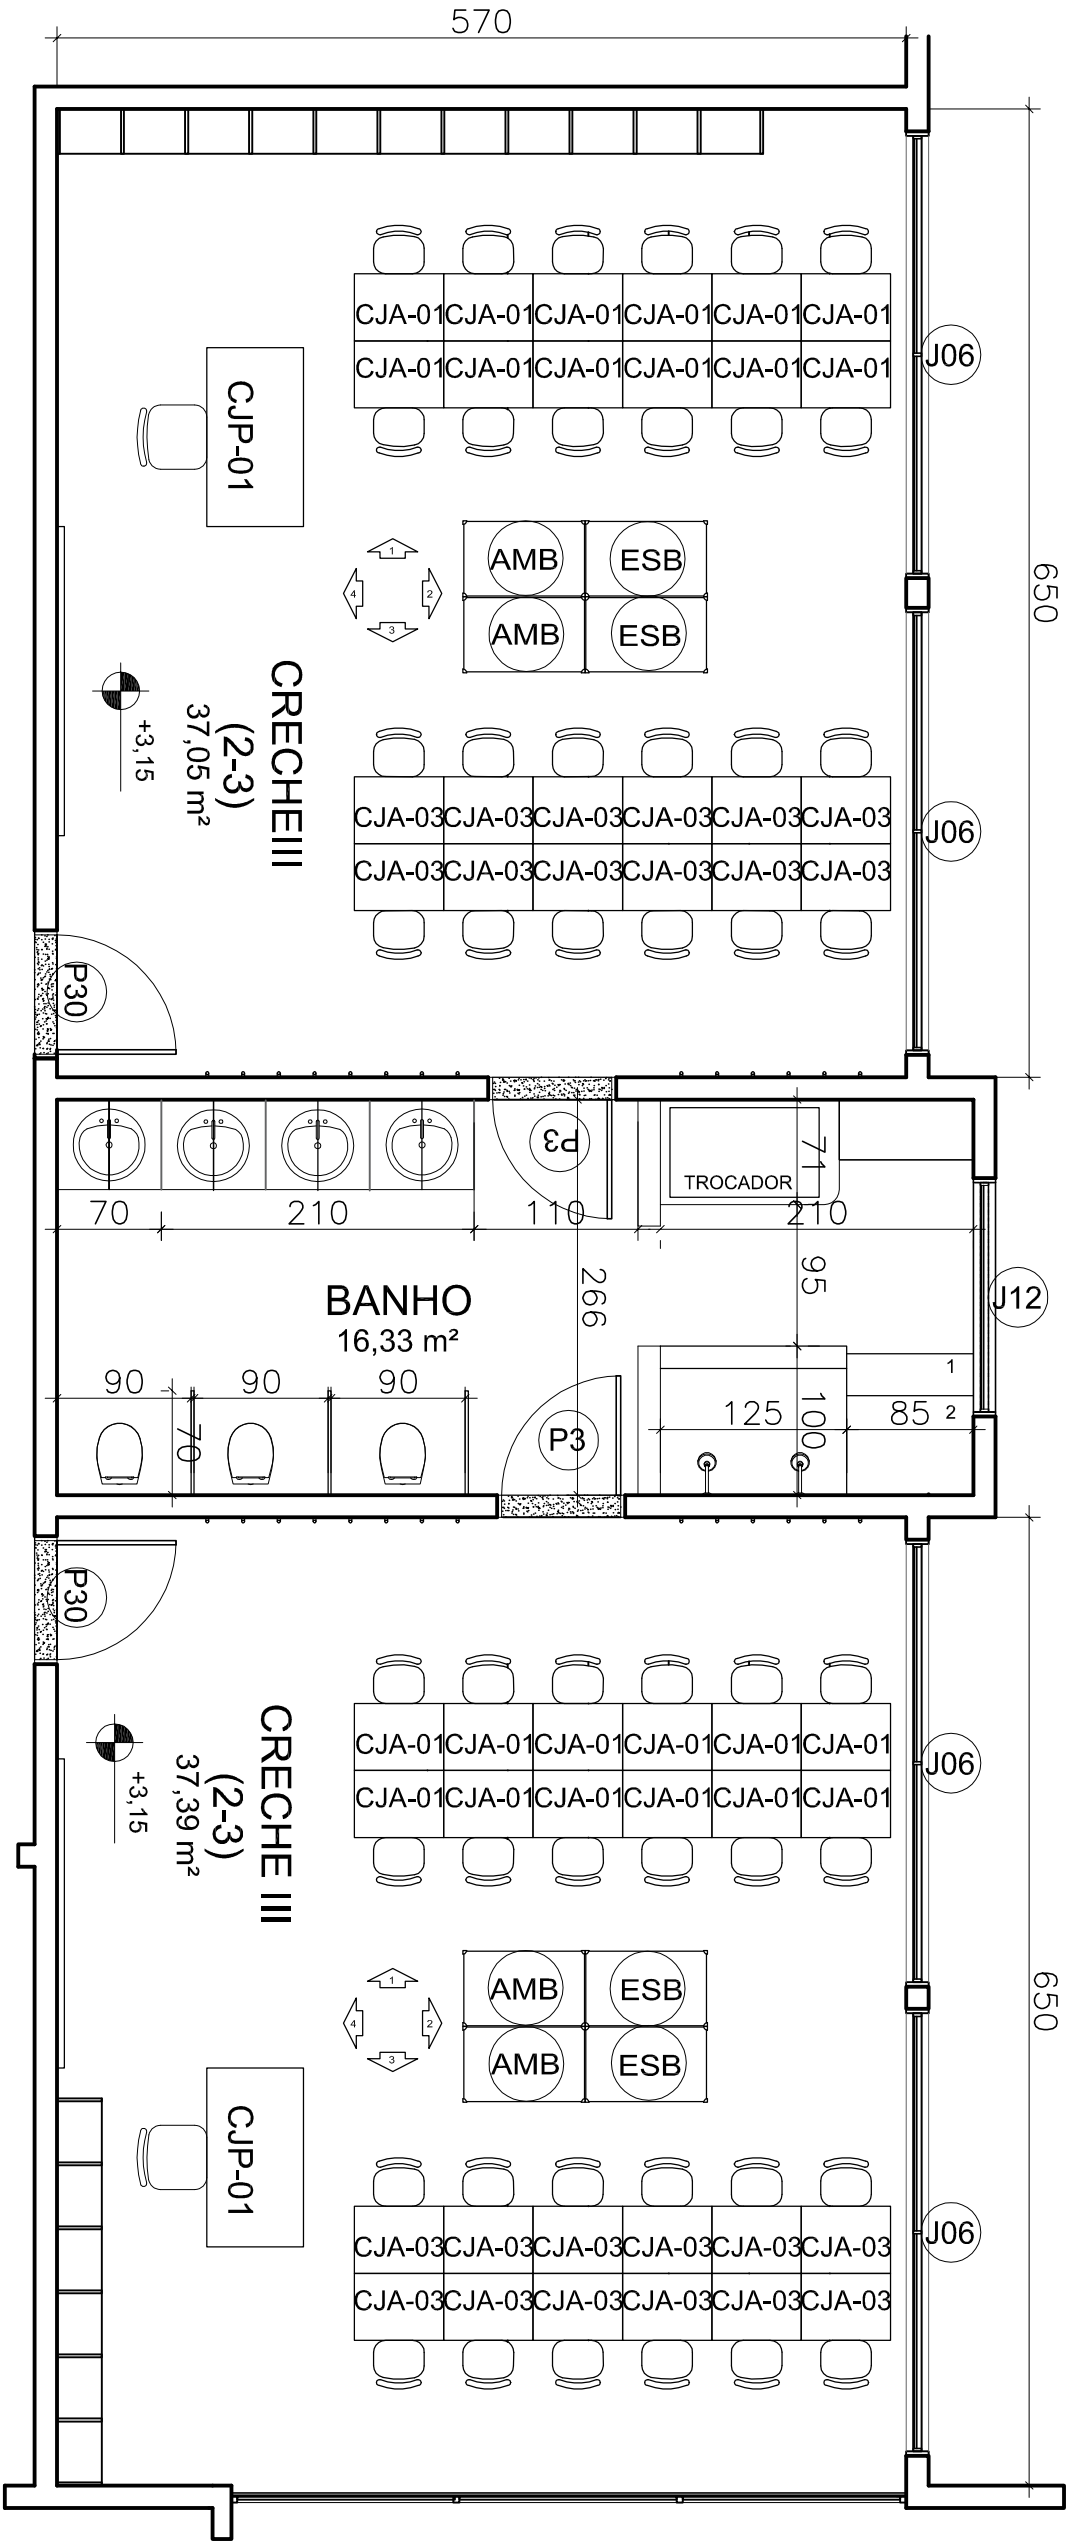 570
650
CJA-01 CJA-01 CJA-01 CJA-01 CJA-01 CJA-01
CJA-01 CJA-01 CJA-01 CJA-01 CJA-01 CJA-01
J06
CJP-01
AMB ESB
AMB ESB
1
4 2
3
CRECHEIII
(2-3)
37,05 m²
+3,15
CJA-03 CJA-03 CJA-03 CJA-03 CJA-03 CJA-03
CJA-03 CJA-03 CJA-03 CJA-03 CJA-03 CJA-03
J06
P30
P3
71
TROCADOR
70 210 110 210
266
95
BANHO
16,33 m²
J12
1
2
90 90 90
70
P3
125 100 85
P30
650
CRECHE III
(2-3)
37,39 m²
+3,15
CJA-01 CJA-01 CJA-01 CJA-01 CJA-01 CJA-01
CJA-01 CJA-01 CJA-01 CJA-01 CJA-01 CJA-01
J06
AMB ESB
AMB ESB
1
4 2
3
CJP-01
CJA-03 CJA-03 CJA-03 CJA-03 CJA-03 CJA-03
CJA-03 CJA-03 CJA-03 CJA-03 CJA-03 CJA-03
J06